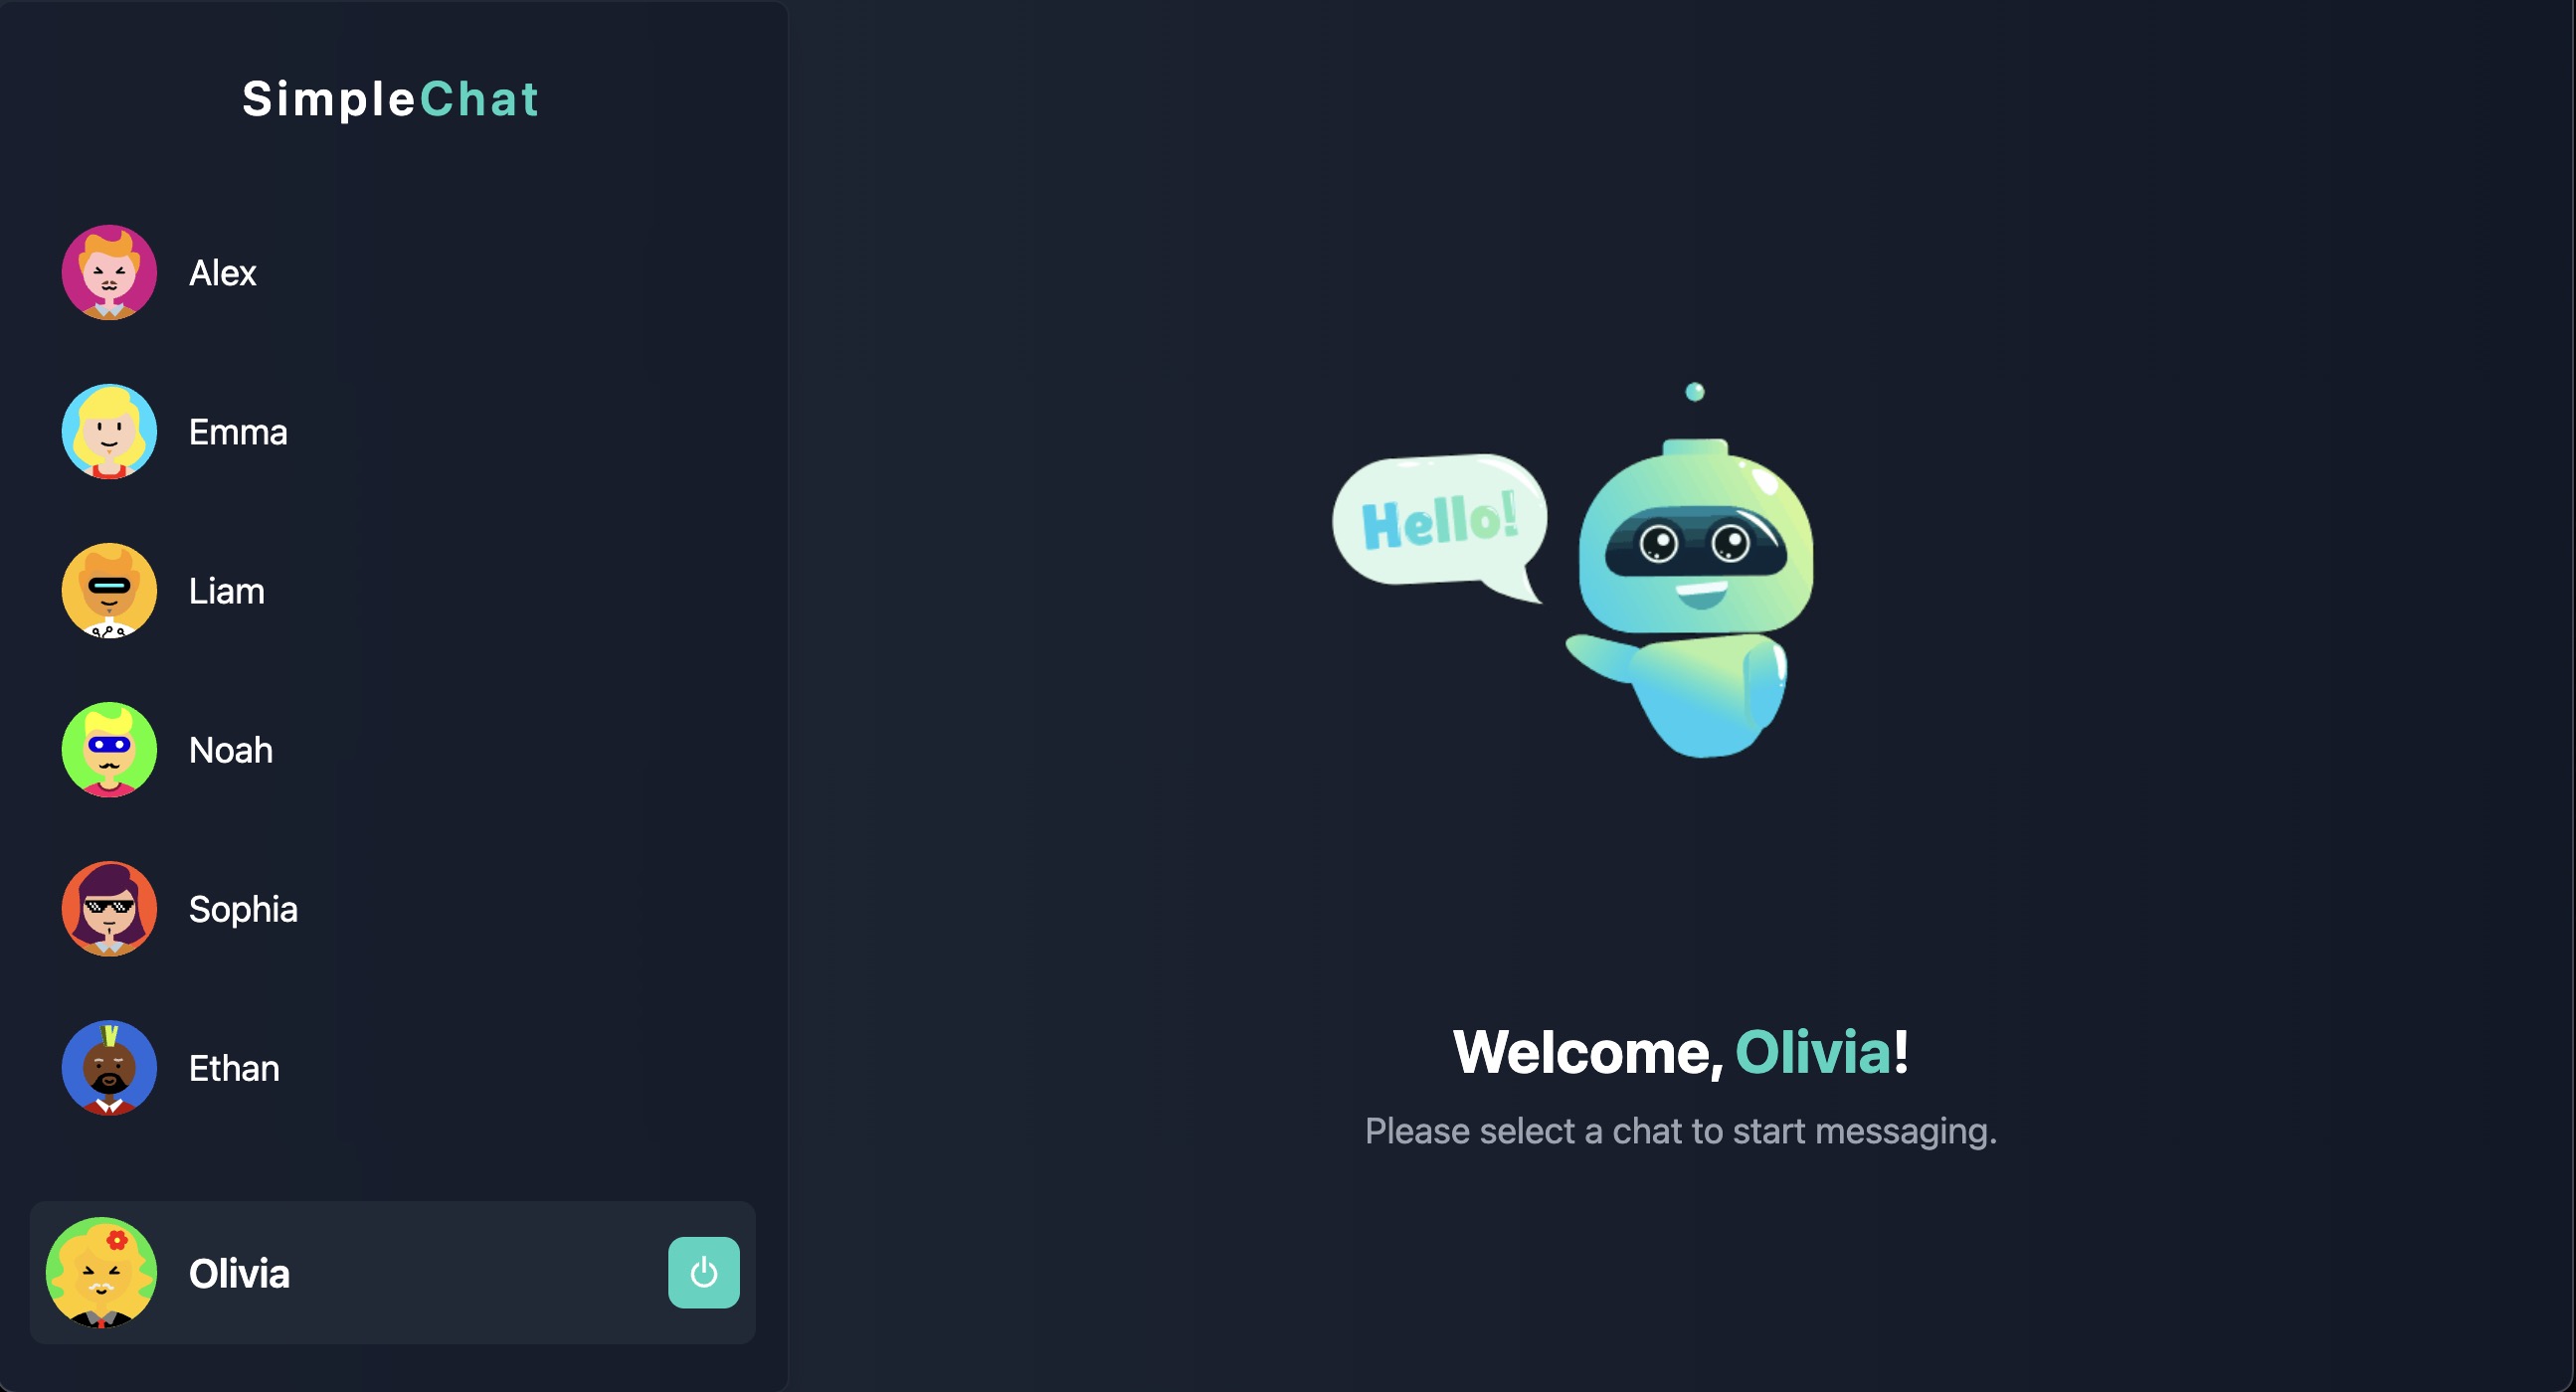 SimpleChat
Alex
Emma
Liam
Noah
Sophia
Ethan
Olivia
Hello!
Welcome, Olivia!
Please select a chat to start messaging.